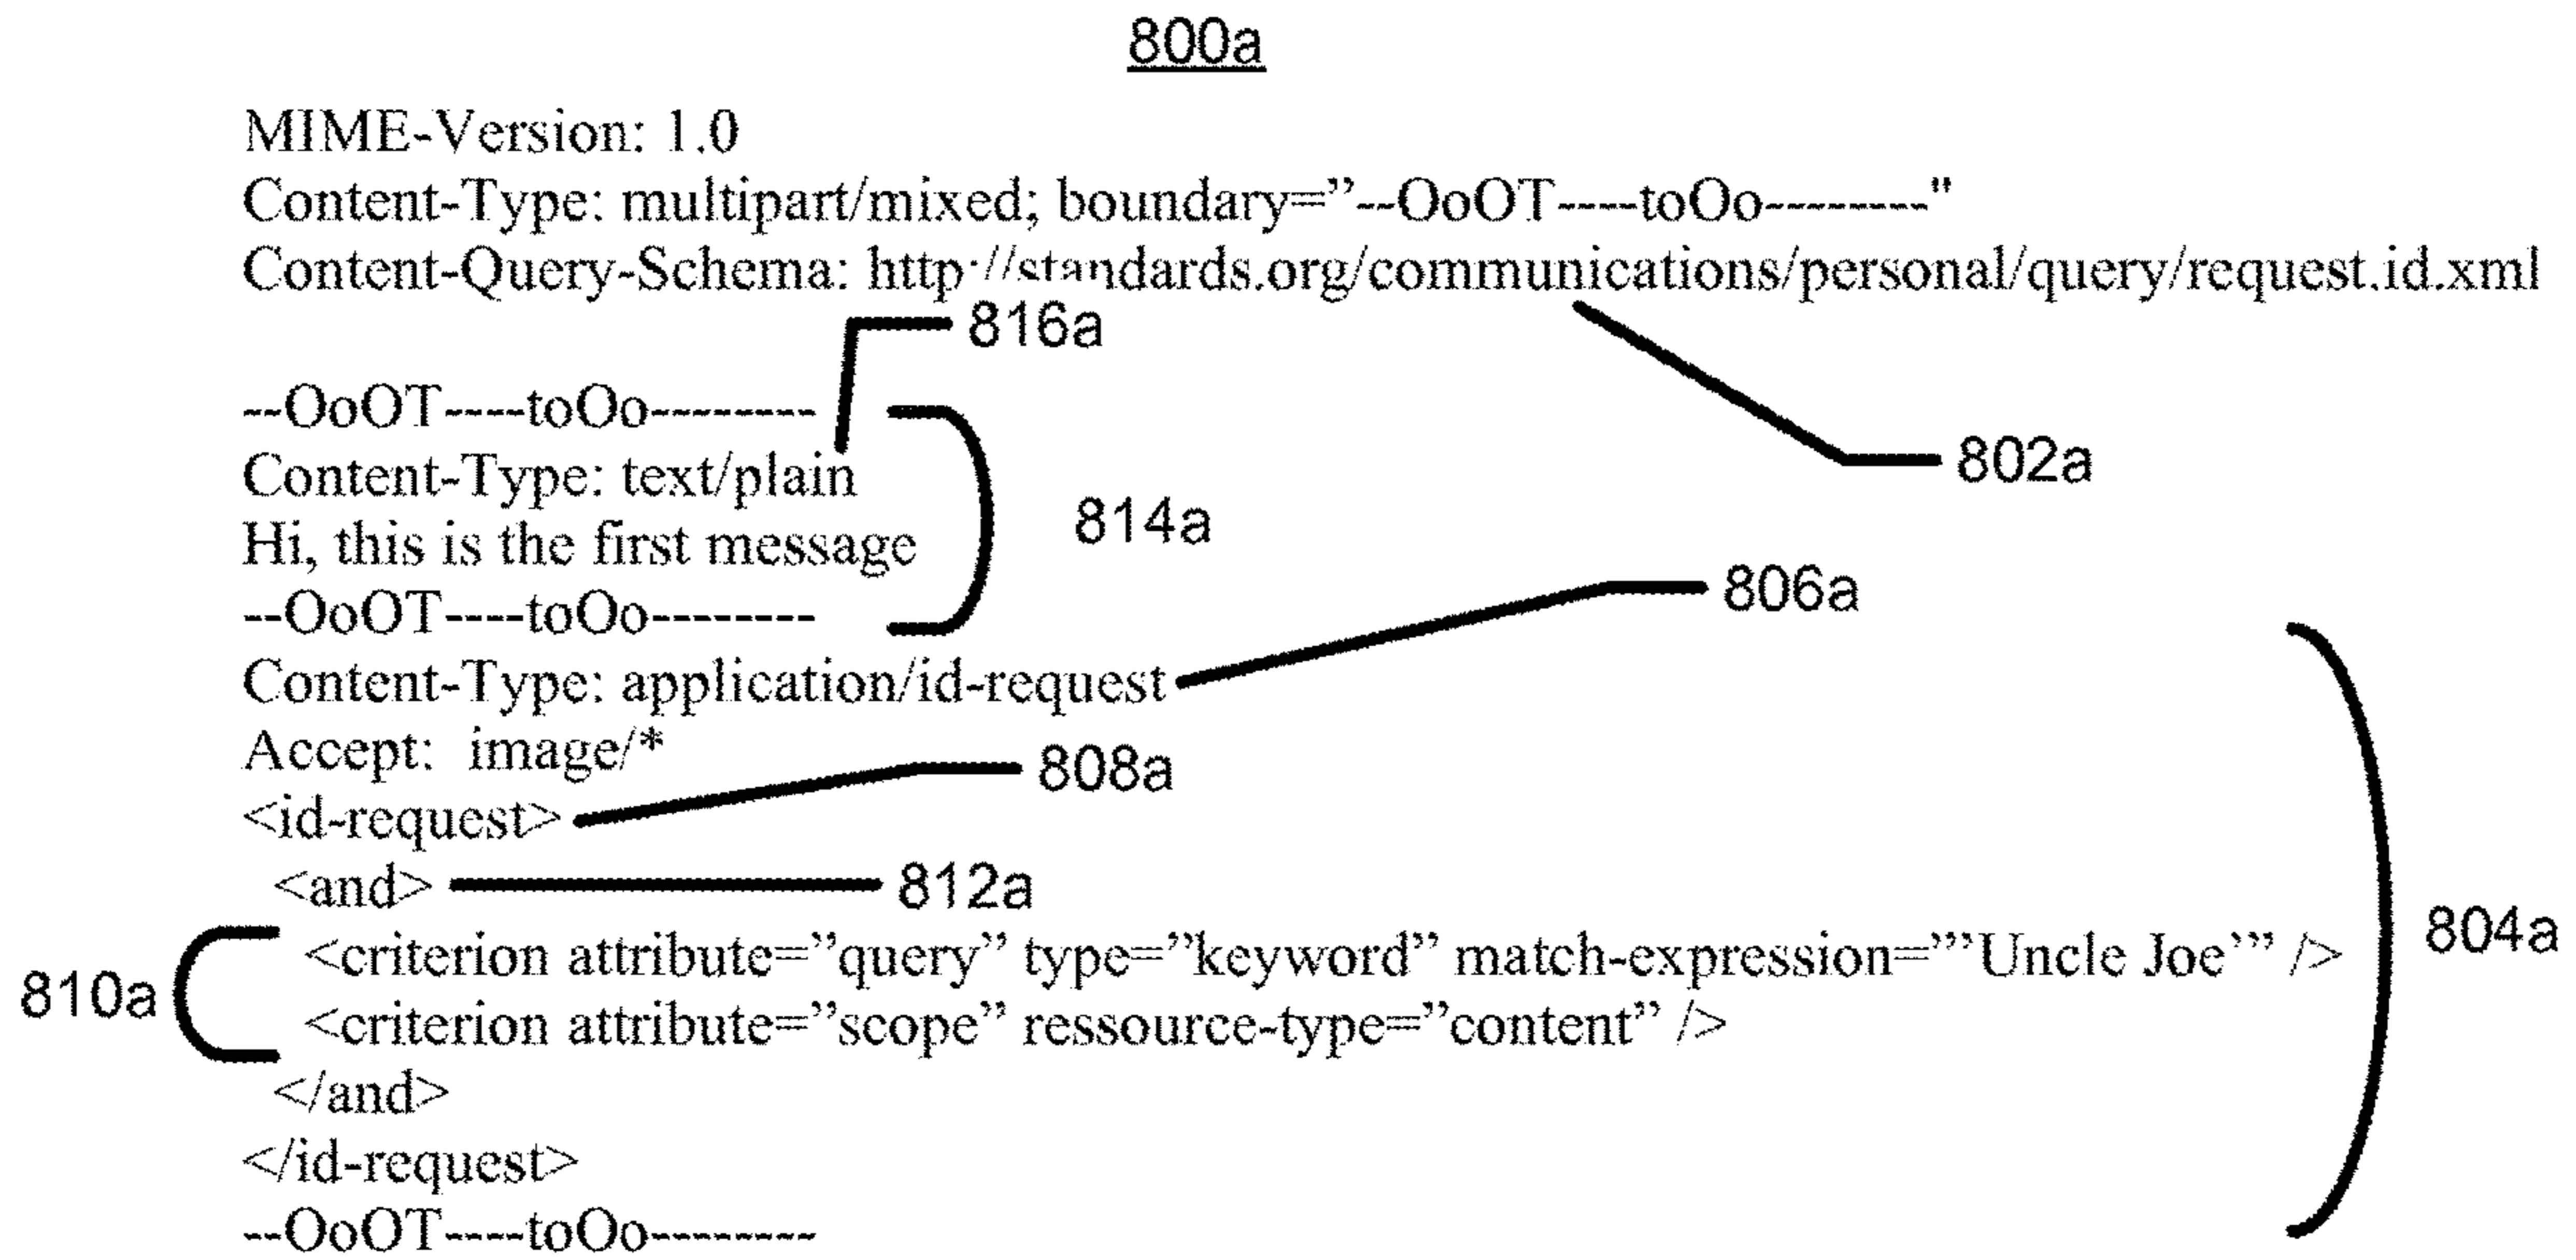 800a
MIME-Version: 1.0
Content-Type: multipart/mixed; boundary=”--OoOT----toOo--------"
Content-Query-Schema: http://standards.org/communications/personal/query/request.id.xml
816a
--OoOT----toOo--------
Content-Type: text/plain
802a
Hi, this is the first message
814a
--OoOT----toOo--------
806a
Content-Type: application/id-request
Accept:  image/*
808a
<id-request>
<and>
812a
<criterion attribute=”query” type=”keyword” match-expression=”’Uncle Joe’” />
804a
810a
<criterion attribute=”scope” ressource-type=”content” />
</and>
</id-request>
--OoOT----toOo--------